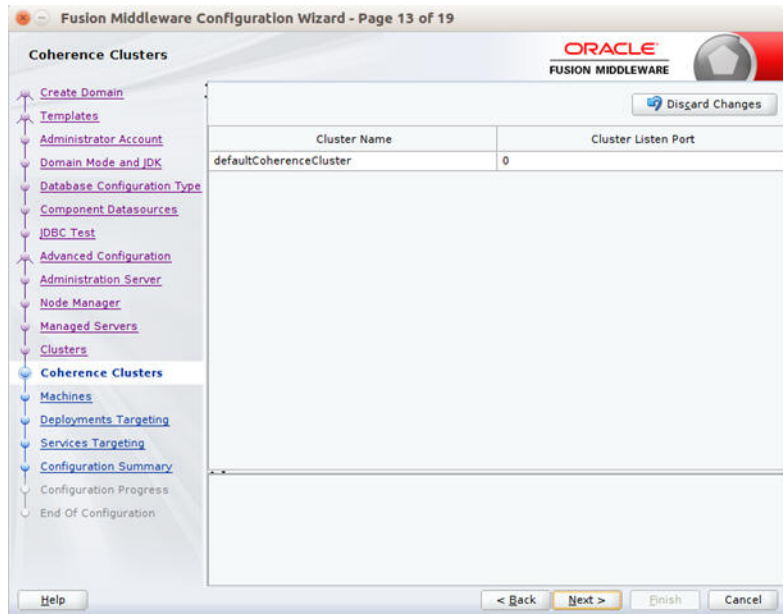 Fusion Middleware Configuration Wizard - Page 13 of 19
Coherence Clusters
ORACLE
FUSION MIDDLEWARE
Create Domain
Templates
Administrator Account
Domain Mode and JDK
Database Configuration Type
Component Datasources
JDBC Test
Advanced Configuration
Administration Server
Node Manager
Managed Servers
Clusters
Coherence Clusters
Machines
Deployments Targeting
Services Targeting
Configuration Summary
Configuration Progress
End Of Configuration
Discard Changes
Cluster Name Cluster Listen Port
defaultCoherenceCluster 0
Help < Back Next > Finish Cancel